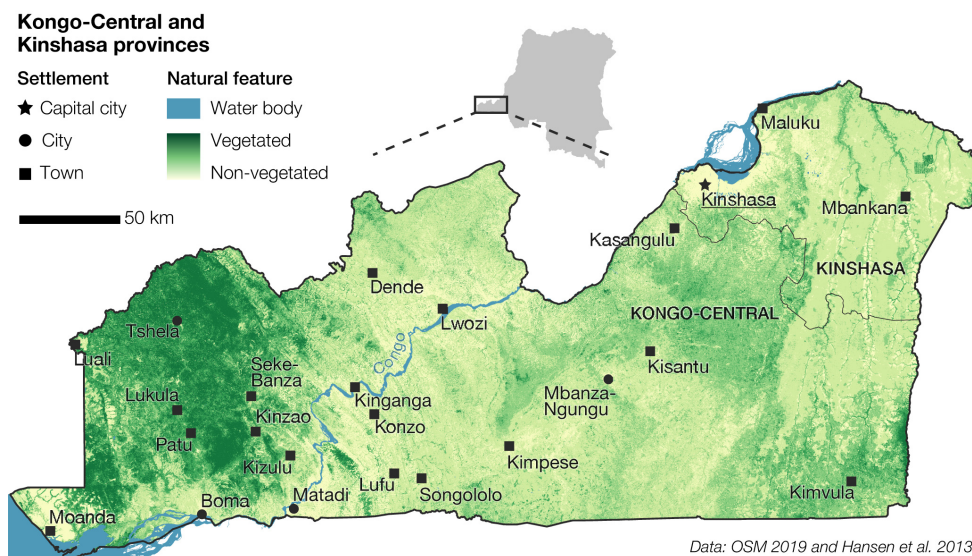 Kongo-Central and
Kinshasa provinces
Settlement
Capital city
City
Town
Natural feature
Water body
Vegetated
Non-vegetated
50 km
Maluku
Kinshasa
Mbankana
Kasangulu
KINSHASA
Dende
KONGO-CENTRAL
Lwozi
Tshela
Congo
Luali
Kisantu
Seke-
Banza
Mbanza-
Ngungu
Lukula
Kinganga
Kinzao
Konzo
Patu
Kimpese
Kizulu
Lufu
Songololo
Kimvula
Boma
Matadi
Moanda
Data: OSM 2019 and Hansen et al. 2013